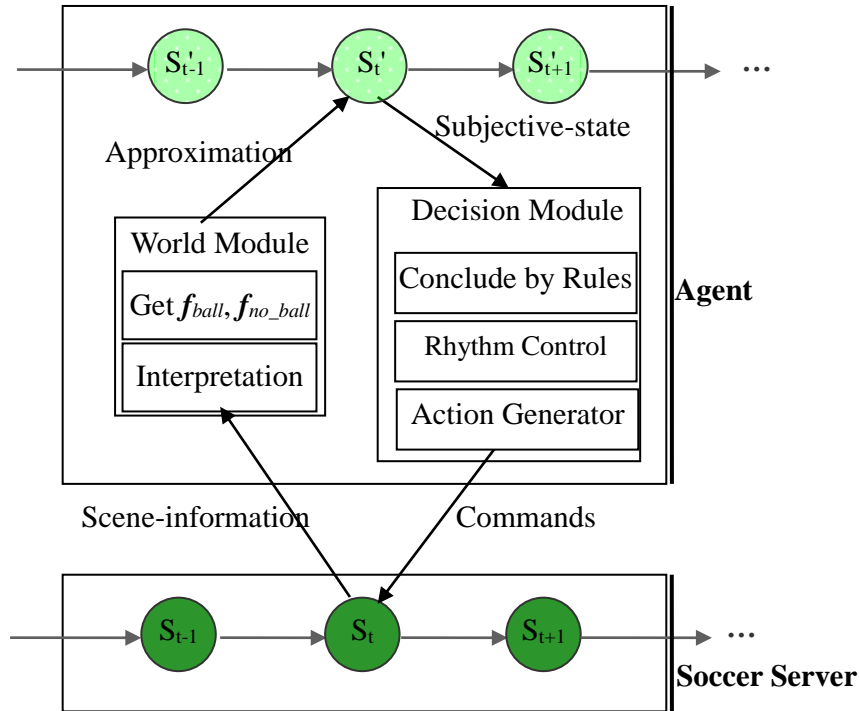 S't-1 S't S't+1 ...
Subjective-state
Approximation
Decision Module
World Module
Conclude by Rules
Get fball, fno_ball
Agent
Rhythm Control
Interpretation
Action Generator
Scene-information
Commands
St-1 St St+1 ...
Soccer Server